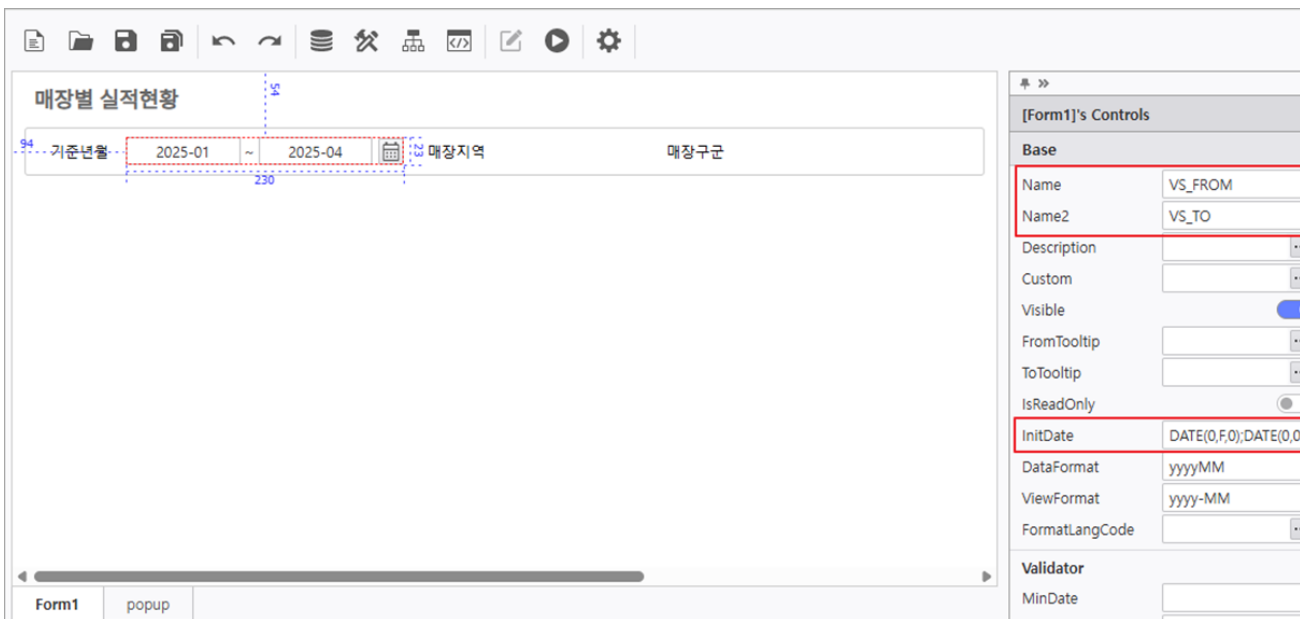 매장별 실적현황
54
94
기준년월 2025-01 ~ 2025-04 23 매장지역 매장구군
230
Form1 popup
[Form1]'s Controls
Base
Name VS_FROM
Name2 VS_TO
Description
Custom
Visible
FromTooltip
ToTooltip
IsReadOnly
InitDate DATE(0,F,0);DATE(0,0
DataFormat yyyyMM
ViewFormat yyyy-MM
FormatLangCode
Validator
MinDate